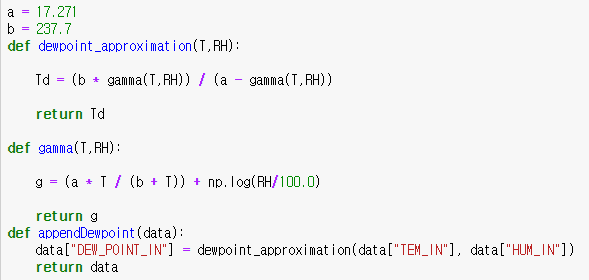 a = 17.271
b = 237.7
def dewpoint_approximation(T,RH):
Td = (b * gamma(T,RH)) / (a - gamma(T,RH))
return Td
def gamma(T,RH):
g = (a * T / (b + T)) + np.log(RH/100.0)
return g
def appendDewpoint(data):
data["DEW_POINT_IN"] = dewpoint_approximation(data["TEM_IN"], data["HUM_IN"])
return data